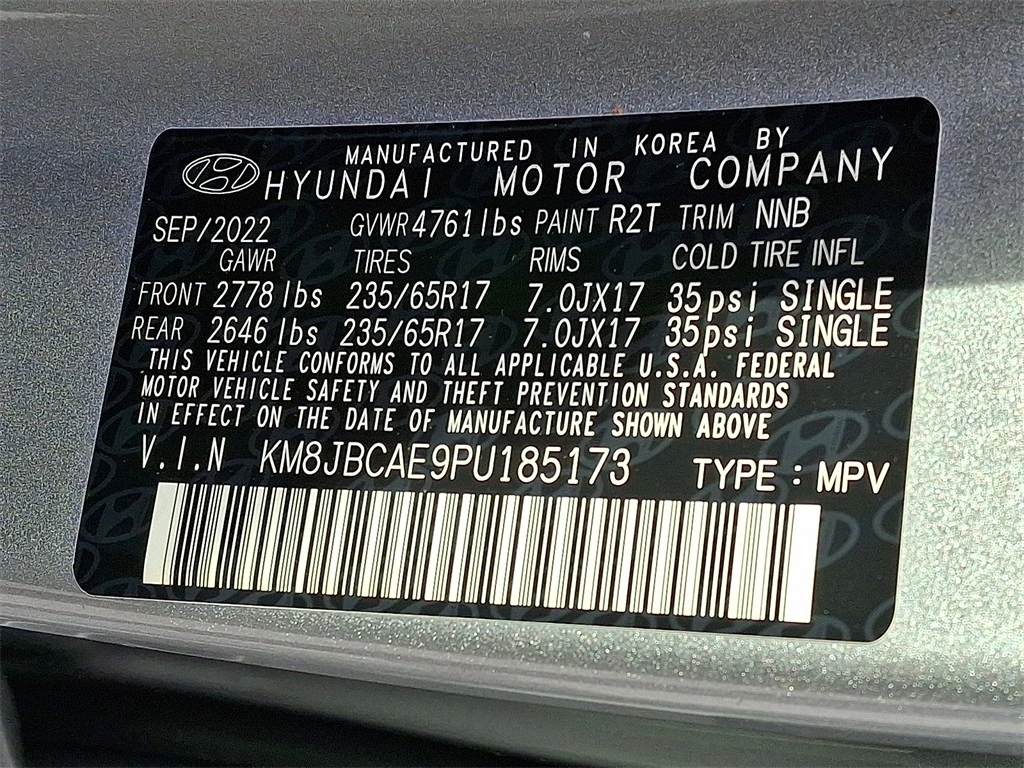 MANUFACTURED IN KOREA BY
HYUNDAI MOTOR COMPANY
SEP/2022 GVWR 4761lbs PAINT R2T TRIM NNB
GAWR TIRES RIMS COLD TIRE INFL
FRONT 2778lbs 235/65R17 7.0JX17 35psi SINGLE
REAR 2646lbs 235/65R17 7.0JX17 35psi SINGLE
THIS VEHICLE CONFORMS TO ALL APPLICABLE U.S.A. FEDERAL
MOTOR VEHICLE SAFETY AND THEFT PREVENTION STANDARDS
IN EFFECT ON THE DATE OF MANUFACTURE SHOWN ABOVE
V.I.N KM8JBCAE9PU185173 TYPE : MPV